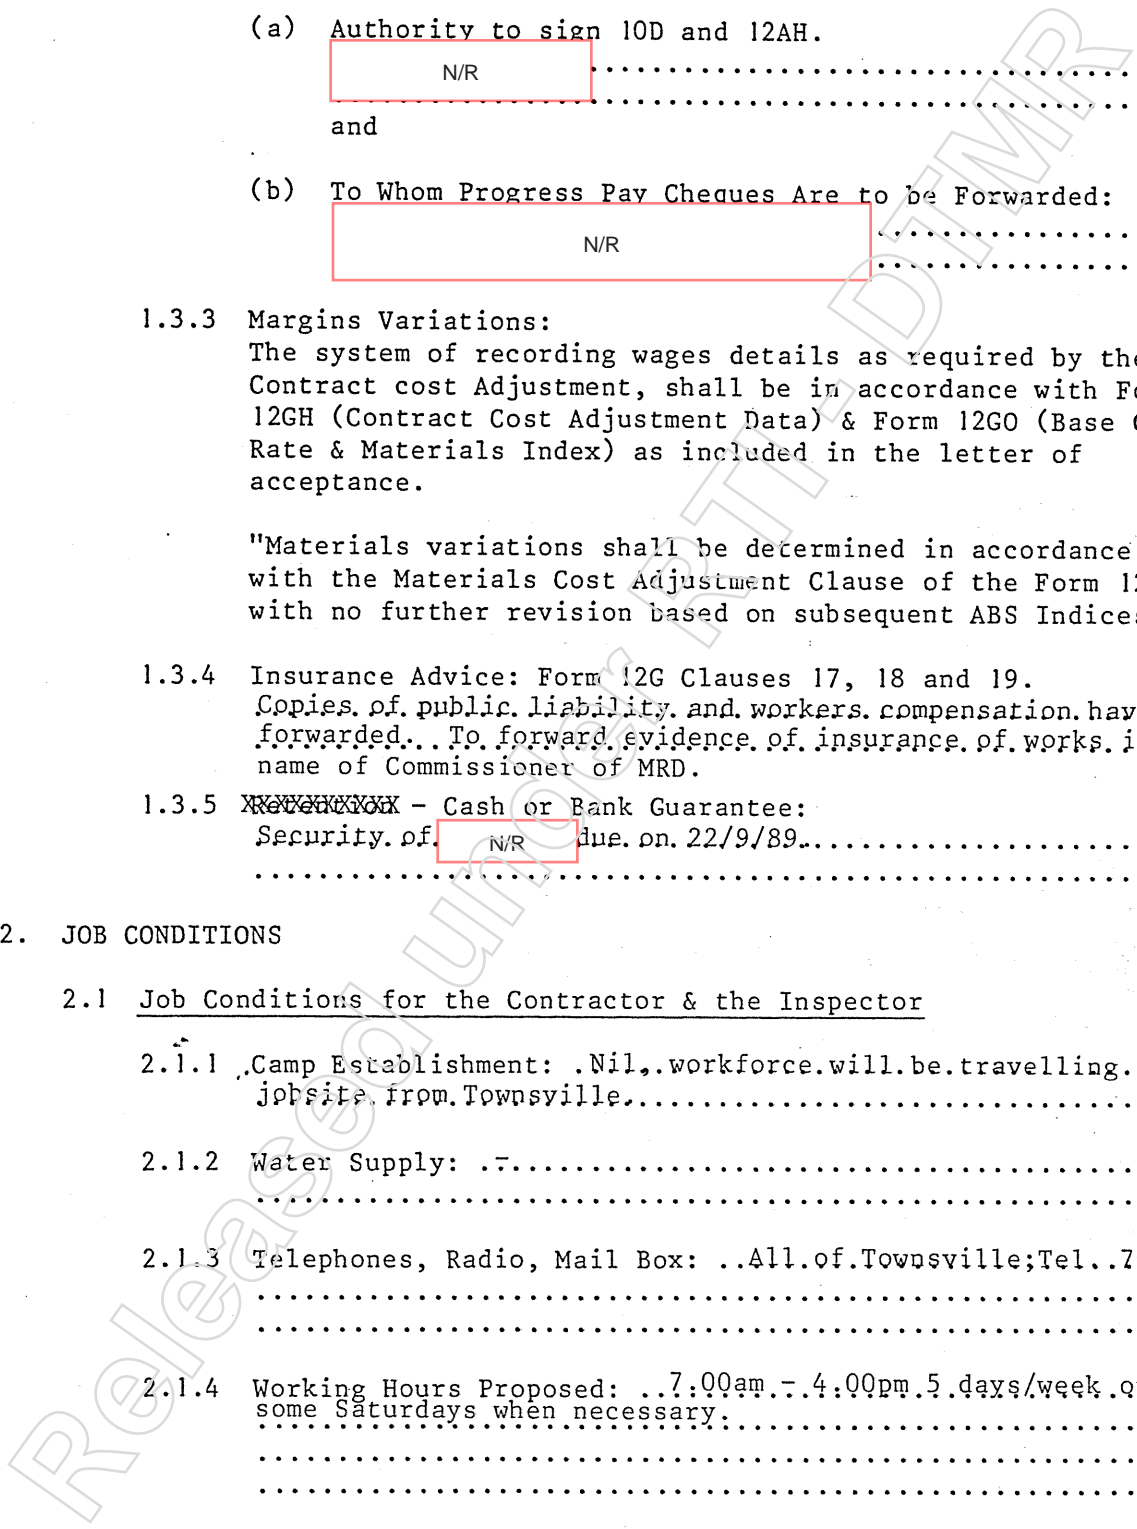 (a) Authority to sign 10D and 12AH.
N/R
and
(b) To Whom Progress Pay Cheques Are to be Forwarded:
N/R
1.3.3 Margins Variations:
The system of recording wages details as required by the
Contract cost Adjustment, shall be in accordance with Fo
12GH (Contract Cost Adjustment Data) & Form 12GO (Base
Rate & Materials Index) as included in the letter of
acceptance.
"Materials variations shall be determined in accordance
with the Materials Cost Adjustment Clause of the Form 12
with no further revision based on subsequent ABS Indices
1.3.4 Insurance Advice: Form 12G Clauses 17, 18 and 19.
Copies of public liability and workers compensation hav
forwarded... To forward evidence of insurance of works i
name of Commissioner of MRD.
1.3.5 Retention - Cash or Bank Guarantee:
Security of N/R due on 22/9/89
2. JOB CONDITIONS
2.1 Job Conditions for the Contractor & the Inspector
2.1.1 Camp Establishment: Nil, workforce will be travelling
jobsite from Townsville.
2.1.2 Water Supply: -
2.1.3 Telephones, Radio, Mail Box: All of Townsville; Tel. 7
2.1.4 Working Hours Proposed: 7:00am - 4:00pm 5 days/week
some Saturdays when necessary.
Released under RTI - DTMR